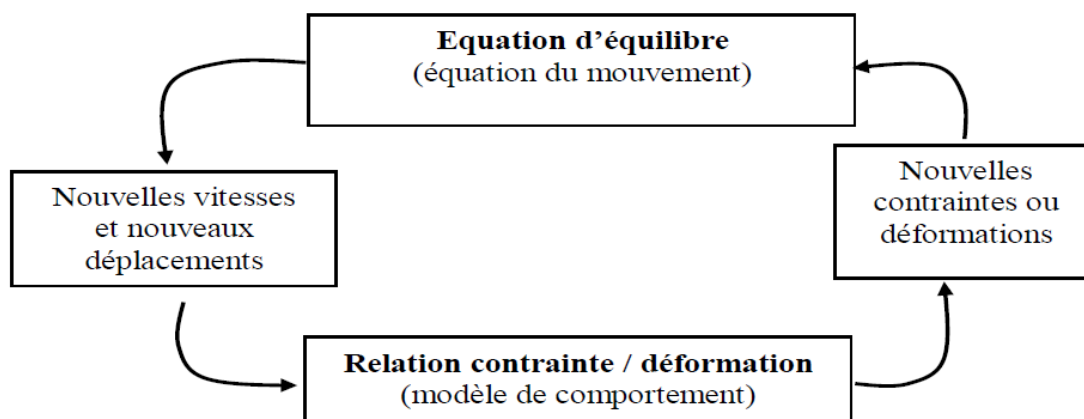 Equation d’équilibre
(équation du mouvement)
Nouvelles vitesses
et nouveaux
déplacements
Nouvelles
contraintes ou
déformations
Relation contrainte / déformation
(modèle de comportement)